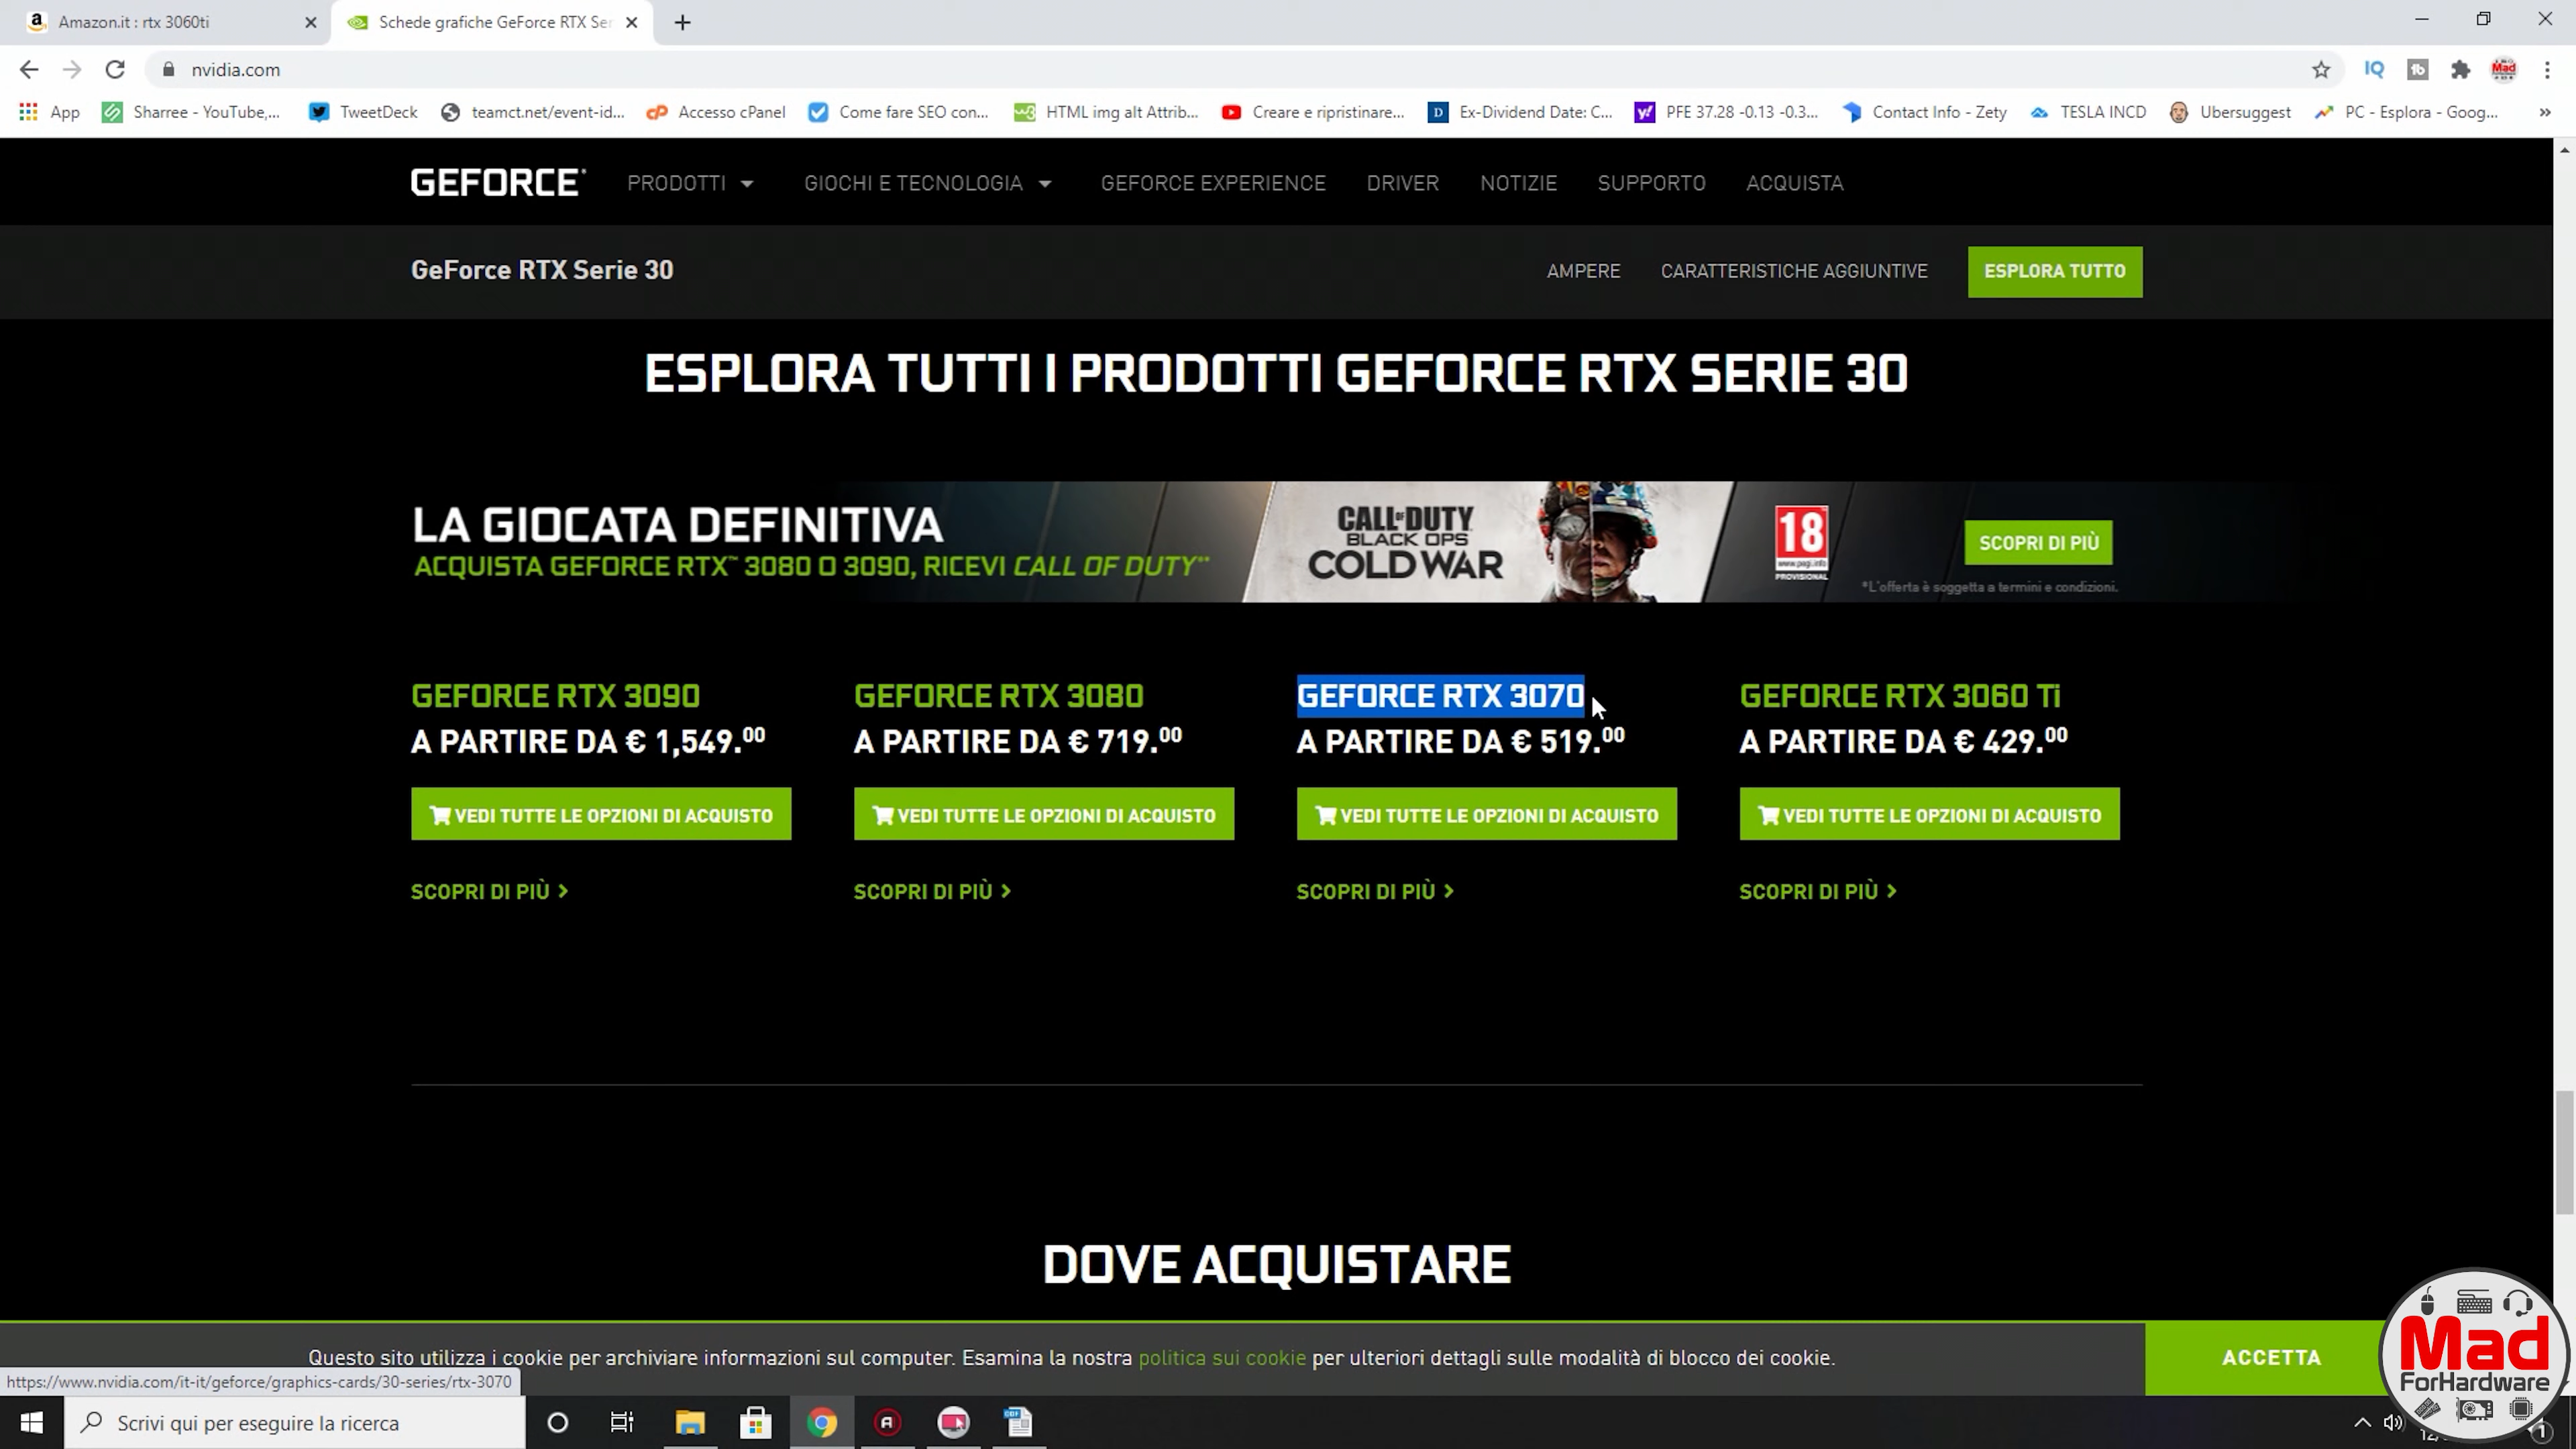 Amazon.it : rtx 3060ti
Schede grafiche GeForce RTX Ser
nvidia.com
App
Sharree - YouTube,...
TweetDeck
teamct.net/event-id...
Accesso cPanel
Come fare SEO con...
HTML img alt Attrib...
Creare e ripristinare...
Ex-Dividend Date: C...
PFE 37.28 -0.13 -0.3...
Contact Info - Zety
TESLA INCD
Ubersuggest
PC - Esplora - Goog...
GEFORCE
PRODOTTI
GIOCHI E TECNOLOGIA
GEFORCE EXPERIENCE
DRIVER
NOTIZIE
SUPPORTO
ACQUISTA
GeForce RTX Serie 30
AMPERE
CARATTERISTICHE AGGIUNTIVE
ESPLORA TUTTO
ESPLORA TUTTI I PRODOTTI GEFORCE RTX SERIE 30
LA GIOCATA DEFINITIVA
ACQUISTA GEFORCE RTX™ 3080 O 3090, RICEVI CALL OF DUTY**
CALL OF DUTY
BLACK OPS
COLD WAR
18
www.pegi.info
PROVISIONAL
SCOPRI DI PIÙ
*L'offerta è soggetta a termini e condizioni.
GEFORCE RTX 3090
A PARTIRE DA € 1,549.00
VEDI TUTTE LE OPZIONI DI ACQUISTO
SCOPRI DI PIÙ >
GEFORCE RTX 3080
A PARTIRE DA € 719.00
VEDI TUTTE LE OPZIONI DI ACQUISTO
SCOPRI DI PIÙ >
GEFORCE RTX 3070
A PARTIRE DA € 519.00
VEDI TUTTE LE OPZIONI DI ACQUISTO
SCOPRI DI PIÙ >
GEFORCE RTX 3060 Ti
A PARTIRE DA € 429.00
VEDI TUTTE LE OPZIONI DI ACQUISTO
SCOPRI DI PIÙ >
DOVE ACQUISTARE
Questo sito utilizza i cookie per archiviare informazioni sul computer. Esamina la nostra politica sui cookie per ulteriori dettagli sulle modalità di blocco dei cookie.
ACCETTA
https://www.nvidia.com/it-it/geforce/graphics-cards/30-series/rtx-3070
Scrivi qui per eseguire la ricerca
Mad
ForHardware